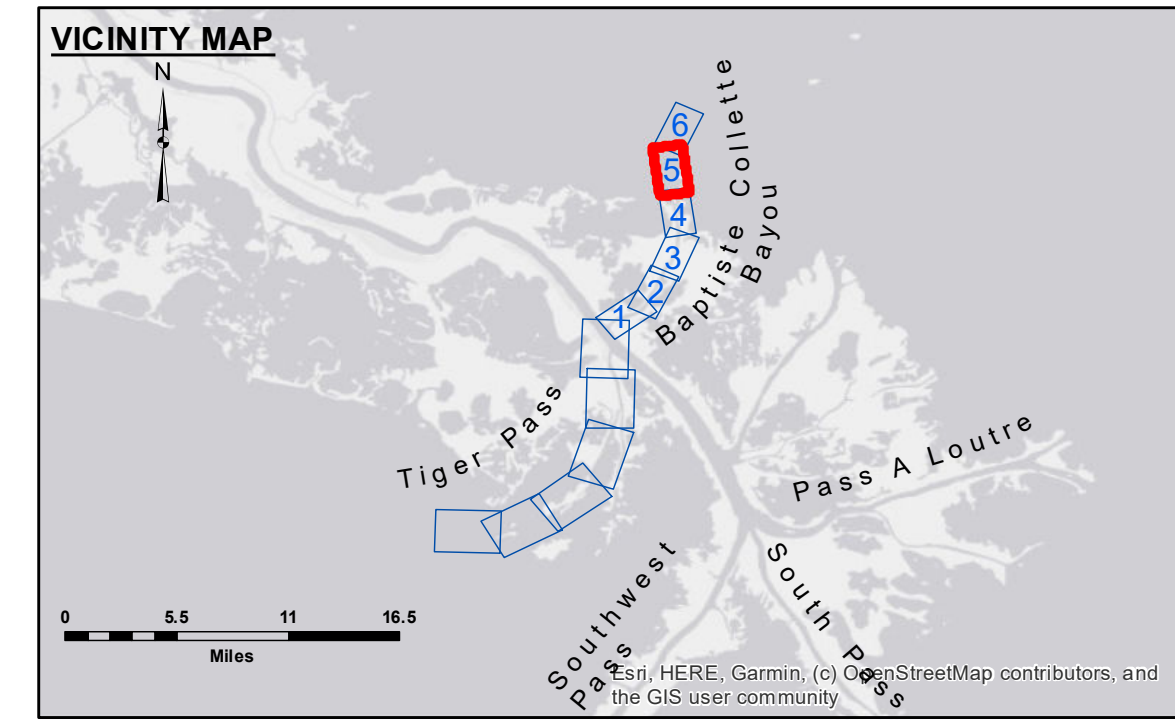 VICINITY MAP
N
6
5
4
3
2
1
Baptiste Collette
Bayou
Tiger Pass
Pass A Loutre
Southwest
Pass
South Pass
0 5.5 11 16.5
Miles
Esri, HERE, Garmin, (c) OpenStreetMap contributors, and
the GIS user community